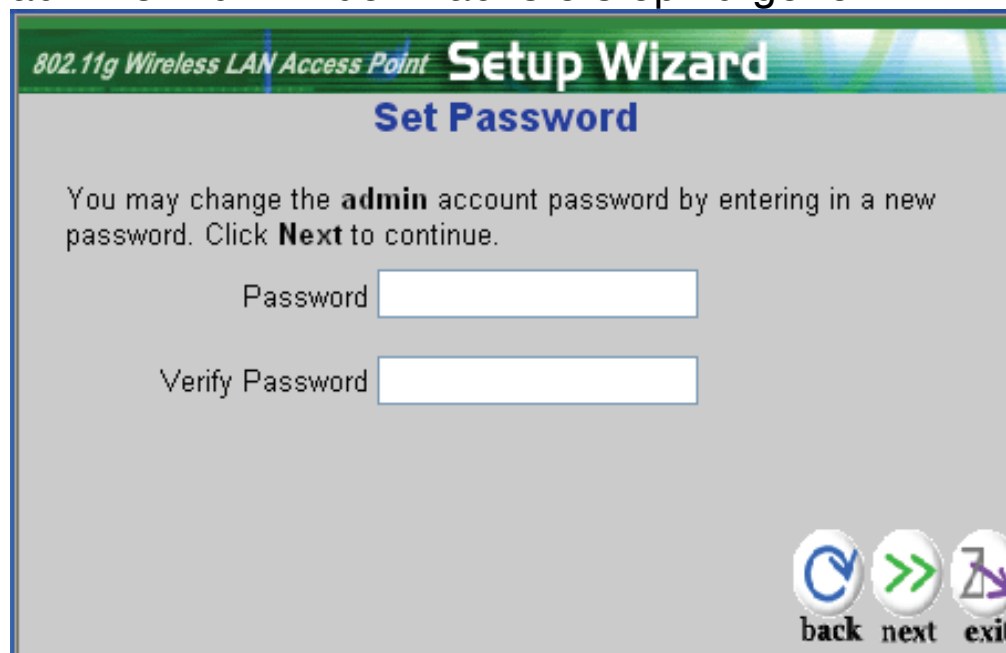 802.11g Wireless LAN Access Point Setup Wizard
Set Password
You may change the admin account password by entering in a new
password. Click Next to continue.
Password
Verify Password
back next exit